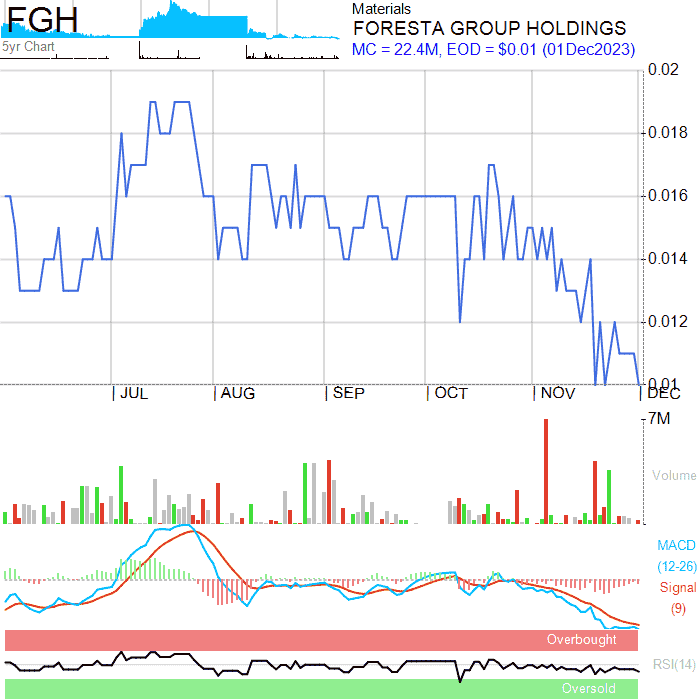 FGH
5yr Chart
Materials
FORESTA GROUP HOLDINGS
MC = 22.4M, EOD = $0.01 (01Dec2023)
0.02
0.018
0.016
0.014
0.012
0.01
JUL AUG SEP OCT NOV DEC
7M
Volume
MACD
(12-26)
Signal
(9)
Overbought
RSI(14)
Oversold